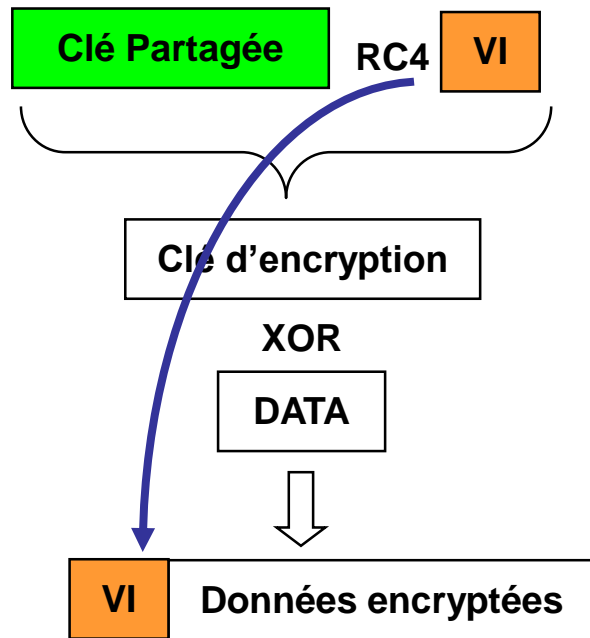 Clé Partagée RC4 VI
Clé d'encryption
XOR
DATA
VI Données encryptées